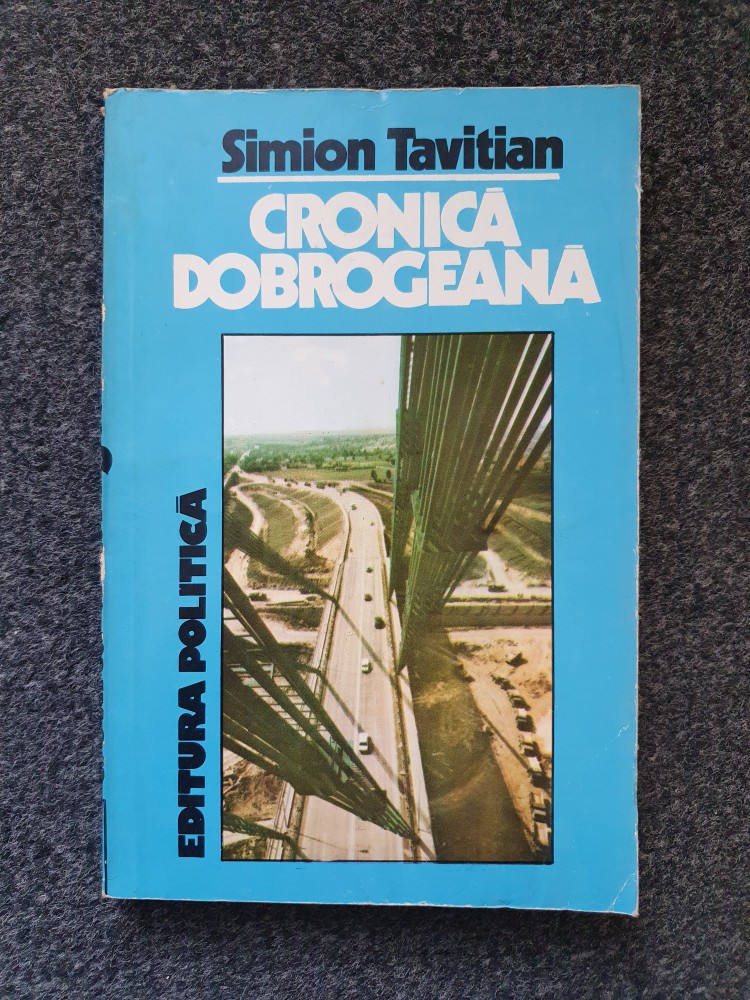 Simion Tavitian
CRONICĂ
DOBROGEANĂ
EDITURA POLITICĂ